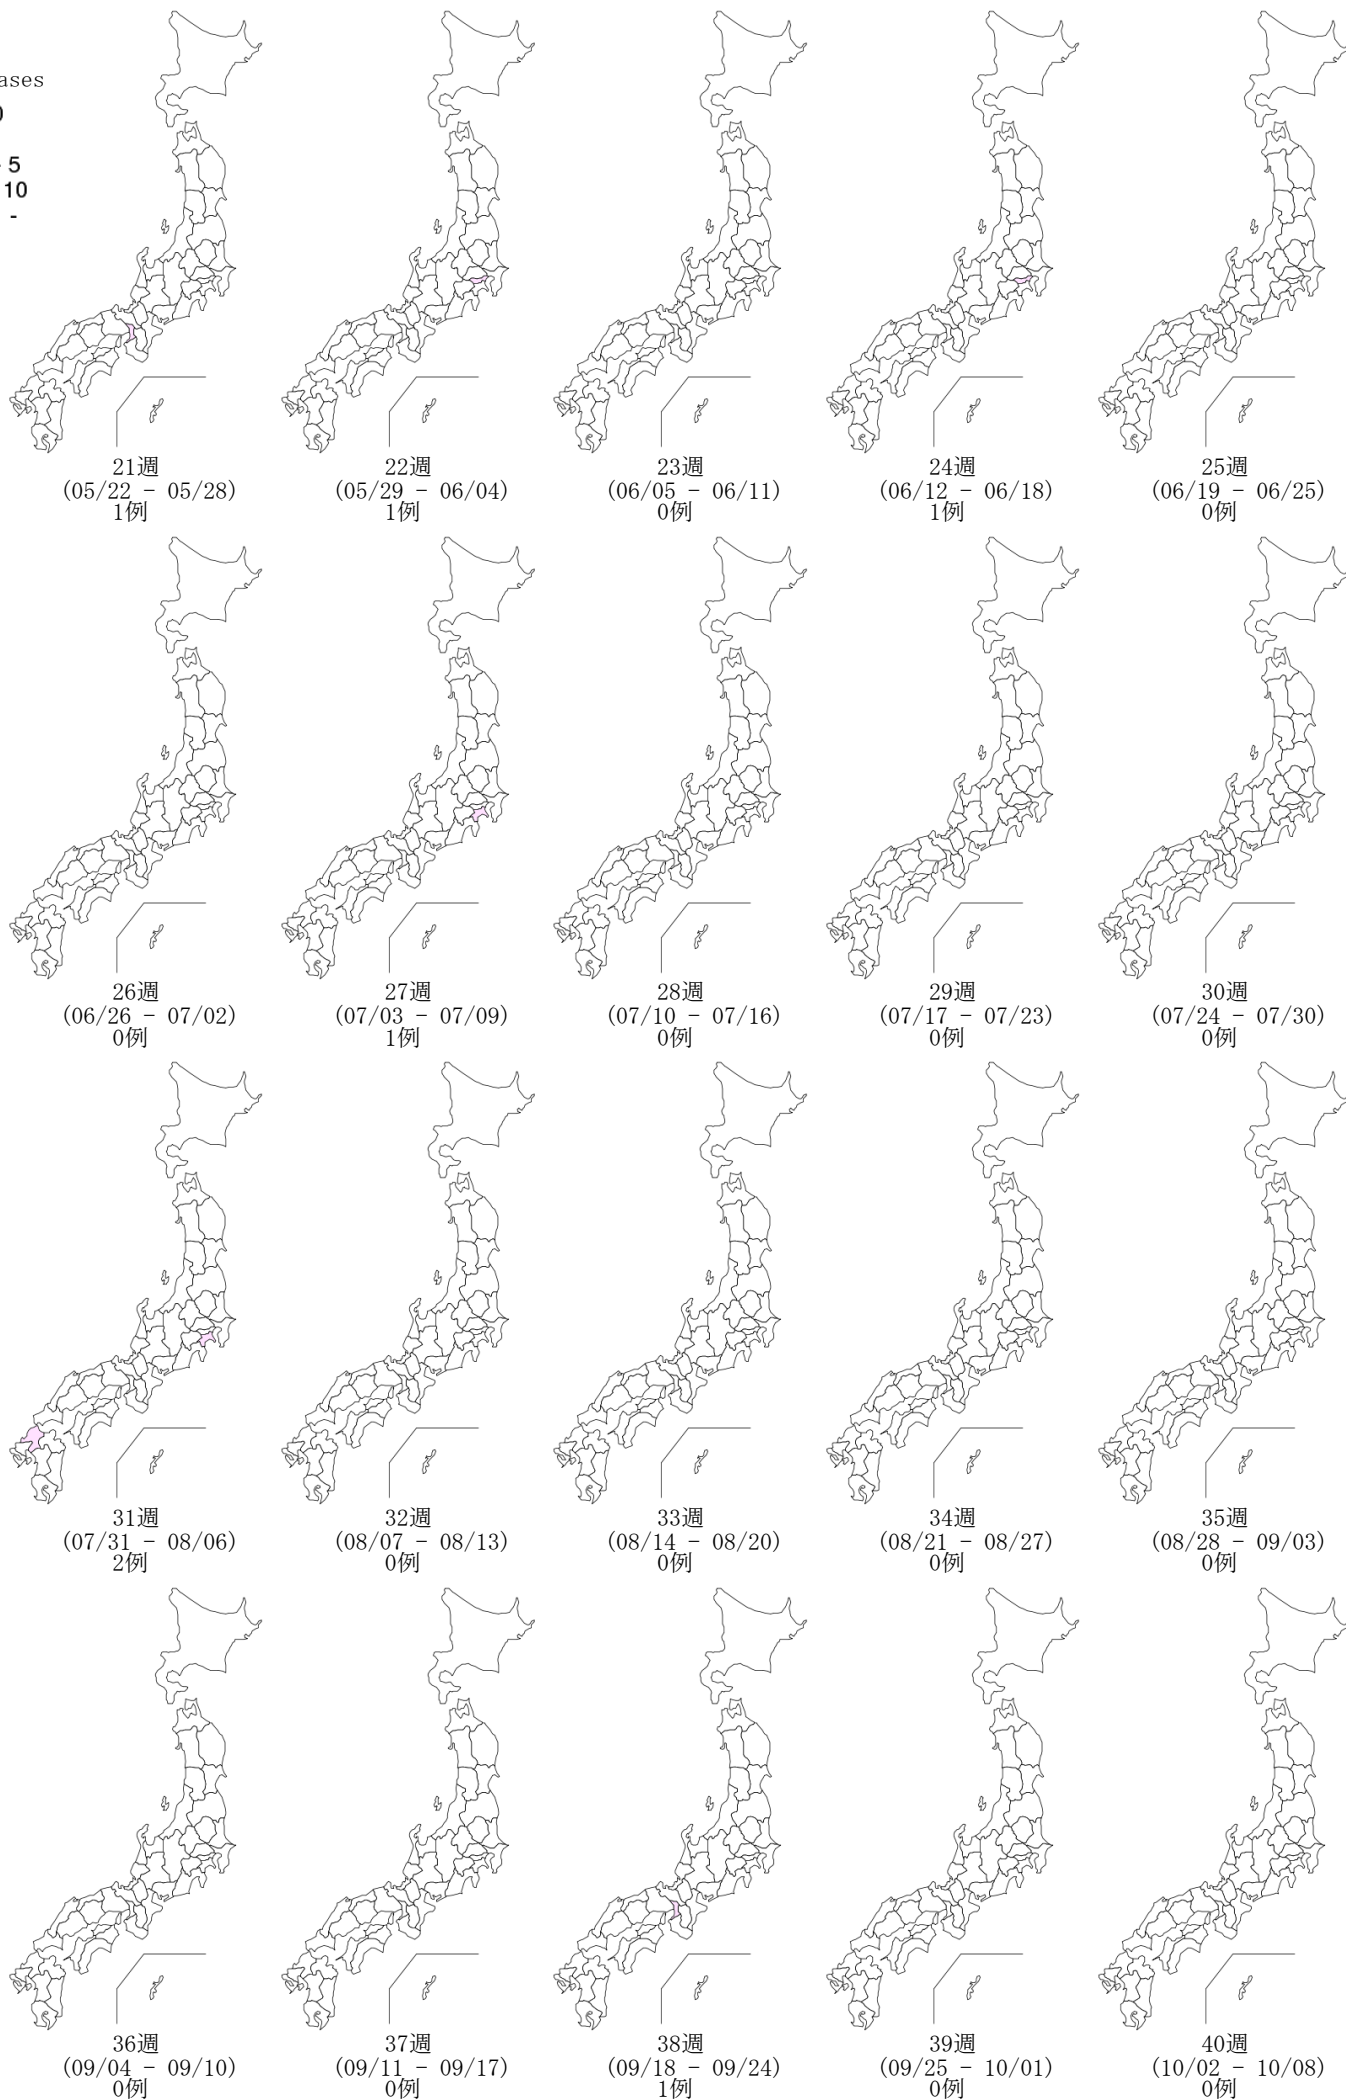 ases
5
10
-
21週
(05/22 - 05/28)
1例
22週
(05/29 - 06/04)
1例
23週
(06/05 - 06/11)
0例
24週
(06/12 - 06/18)
1例
25週
(06/19 - 06/25)
0例
26週
(06/26 - 07/02)
0例
27週
(07/03 - 07/09)
1例
28週
(07/10 - 07/16)
0例
29週
(07/17 - 07/23)
0例
30週
(07/24 - 07/30)
0例
31週
(07/31 - 08/06)
2例
32週
(08/07 - 08/13)
0例
33週
(08/14 - 08/20)
0例
34週
(08/21 - 08/27)
0例
35週
(08/28 - 09/03)
0例
36週
(09/04 - 09/10)
0例
37週
(09/11 - 09/17)
0例
38週
(09/18 - 09/24)
1例
39週
(09/25 - 10/01)
0例
40週
(10/02 - 10/08)
0例